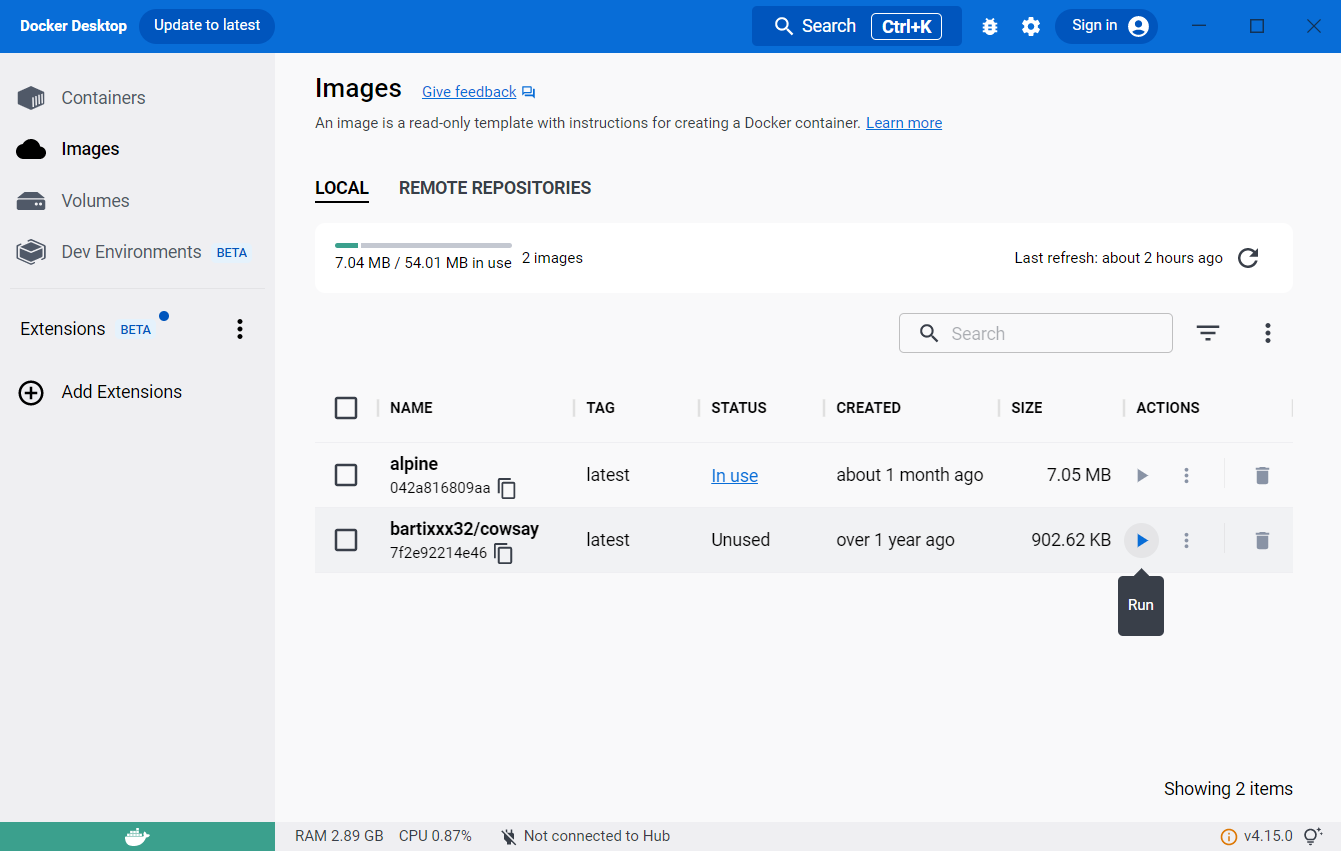 Docker Desktop Update to latest Search Ctrl+K Sign in
Containers
Images
Volumes
Dev Environments BETA
Extensions BETA
Add Extensions
Images Give feedback
An image is a read-only template with instructions for creating a Docker container. Learn more
LOCAL REMOTE REPOSITORIES
7.04 MB / 54.01 MB in use 2 images Last refresh: about 2 hours ago
Search
NAME TAG STATUS CREATED SIZE ACTIONS
alpine
042a816809aa latest In use about 1 month ago 7.05 MB
bartixxx32/cowsay
7f2e92214e46 latest Unused over 1 year ago 902.62 KB
Run
Showing 2 items
RAM 2.89 GB CPU 0.87% Not connected to Hub v4.15.0